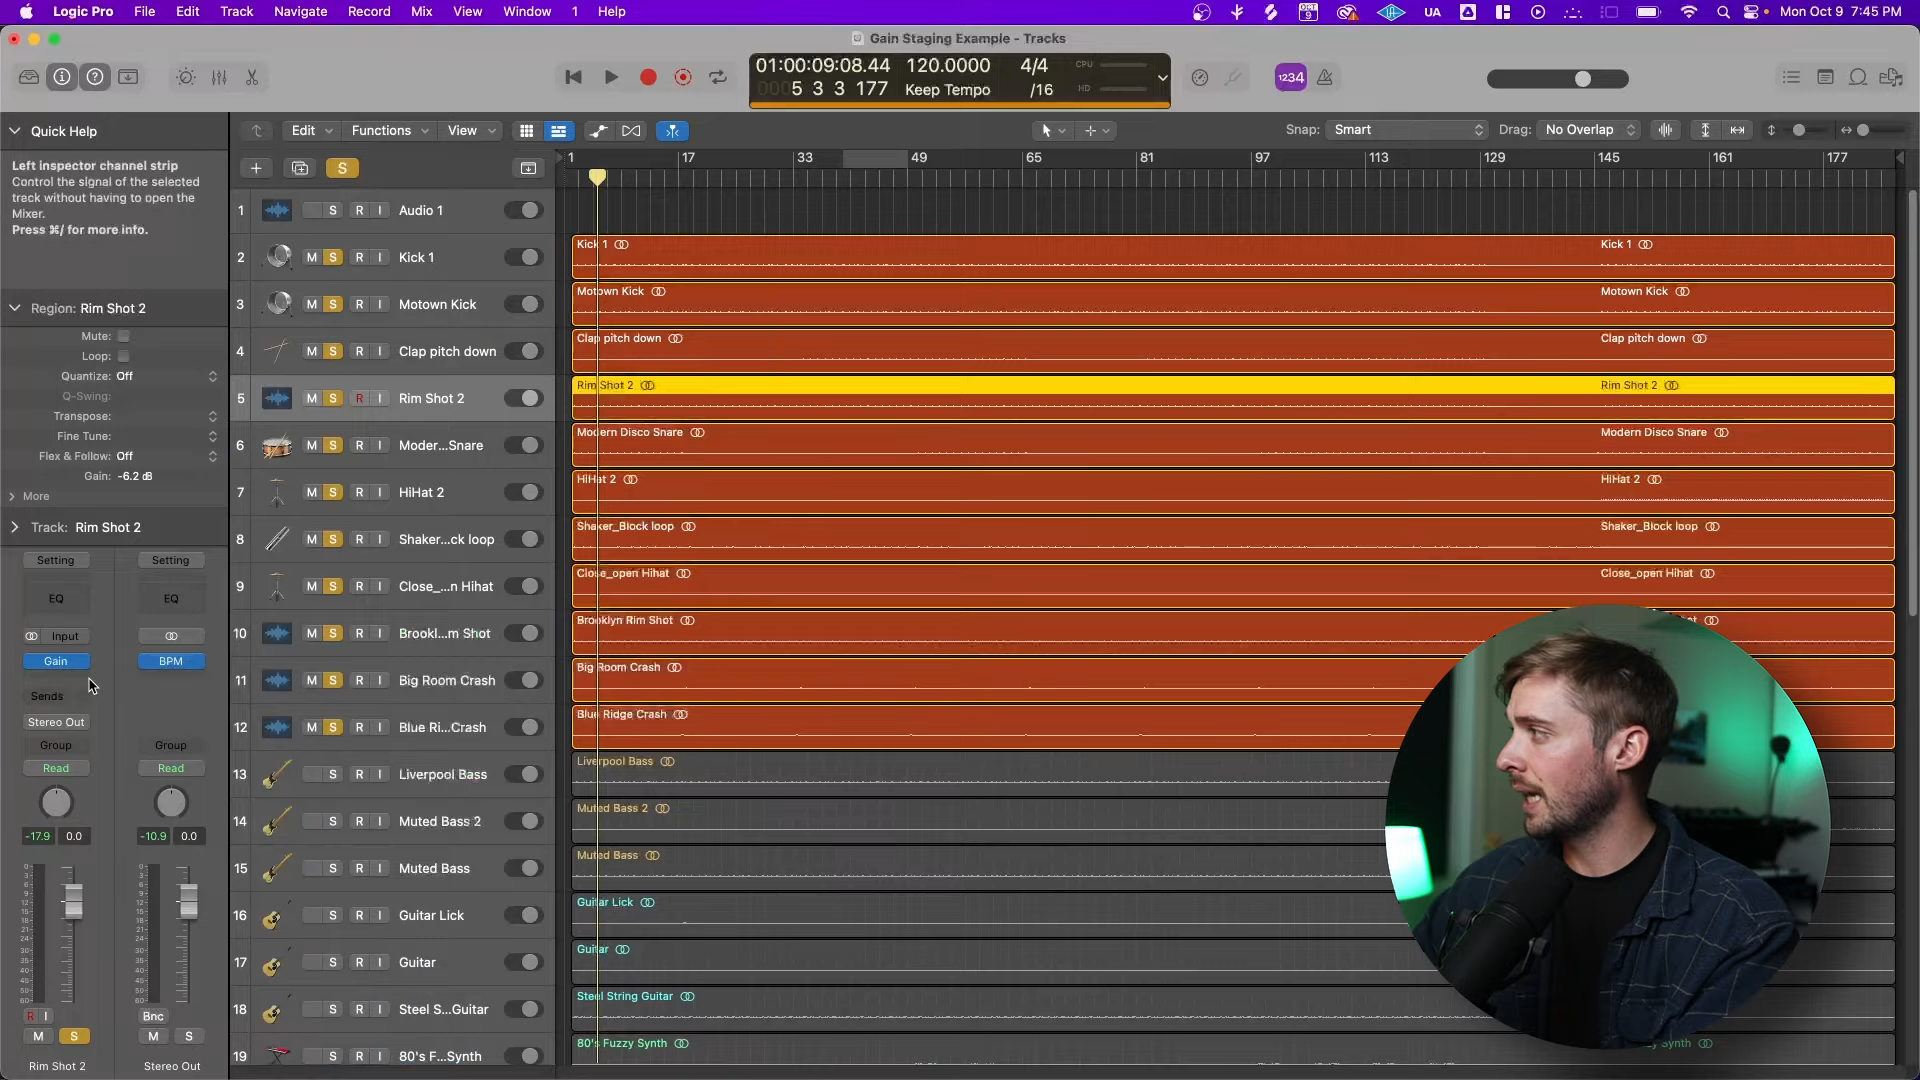 Logic Pro File Edit Track Navigate Record Mix View Window 1 Help
OCT 9 UA Mon Oct 9 7:45 PM
Gain Staging Example - Tracks
01:00:09:08.44 120.0000 4/4 CPU
0005 3 3 177 Keep Tempo /16 HD
1234
Quick Help
Edit Functions View
Snap: Smart Drag: No Overlap
Left inspector channel strip
Control the signal of the selected
track without having to open the
Mixer.
Press ⌘/ for more info.
S
1 17 33 49 65 81 97 113 129 145 161 177
1 S R I Audio 1
2 M S R I Kick 1
Kick 1 Kick 1
3 M S R I Motown Kick
Motown Kick Motown Kick
4 M S R I Clap pitch down
Clap pitch down Clap pitch down
5 M S R I Rim Shot 2
Rim Shot 2 Rim Shot 2
6 M S R I Moder...Snare
Modern Disco Snare Modern Disco Snare
7 M S R I HiHat 2
HiHat 2 HiHat 2
8 M S R I Shaker...ck loop
Shaker_Block loop Shaker_Block loop
9 M S R I Close_...n Hihat
Close_open Hihat Close_open Hihat
10 M S R I Brookl...m Shot
Brooklyn Rim Shot
11 M S R I Big Room Crash
Big Room Crash
12 M S R I Blue Ri...Crash
Blue Ridge Crash
13 S R I Liverpool Bass
Liverpool Bass
14 S R I Muted Bass 2
Muted Bass 2
15 S R I Muted Bass
Muted Bass
16 S R I Guitar Lick
Guitar Lick
17 S R I Guitar
Guitar
18 S R I Steel S...Guitar
Steel String Guitar
19 S R I 80's F...Synth
80's Fuzzy Synth
Region: Rim Shot 2
Mute:
Loop:
Quantize: Off
Q-Swing:
Transpose:
Fine Tune:
Flex & Follow: Off
Gain: -6.2 dB
More
Track: Rim Shot 2
Setting Setting
EQ EQ
Input
Gain BPM
Sends
Stereo Out
Group Group
Read Read
-17.9 0.0 -10.9 0.0
R I Bnc
M S M S
Rim Shot 2 Stereo Out